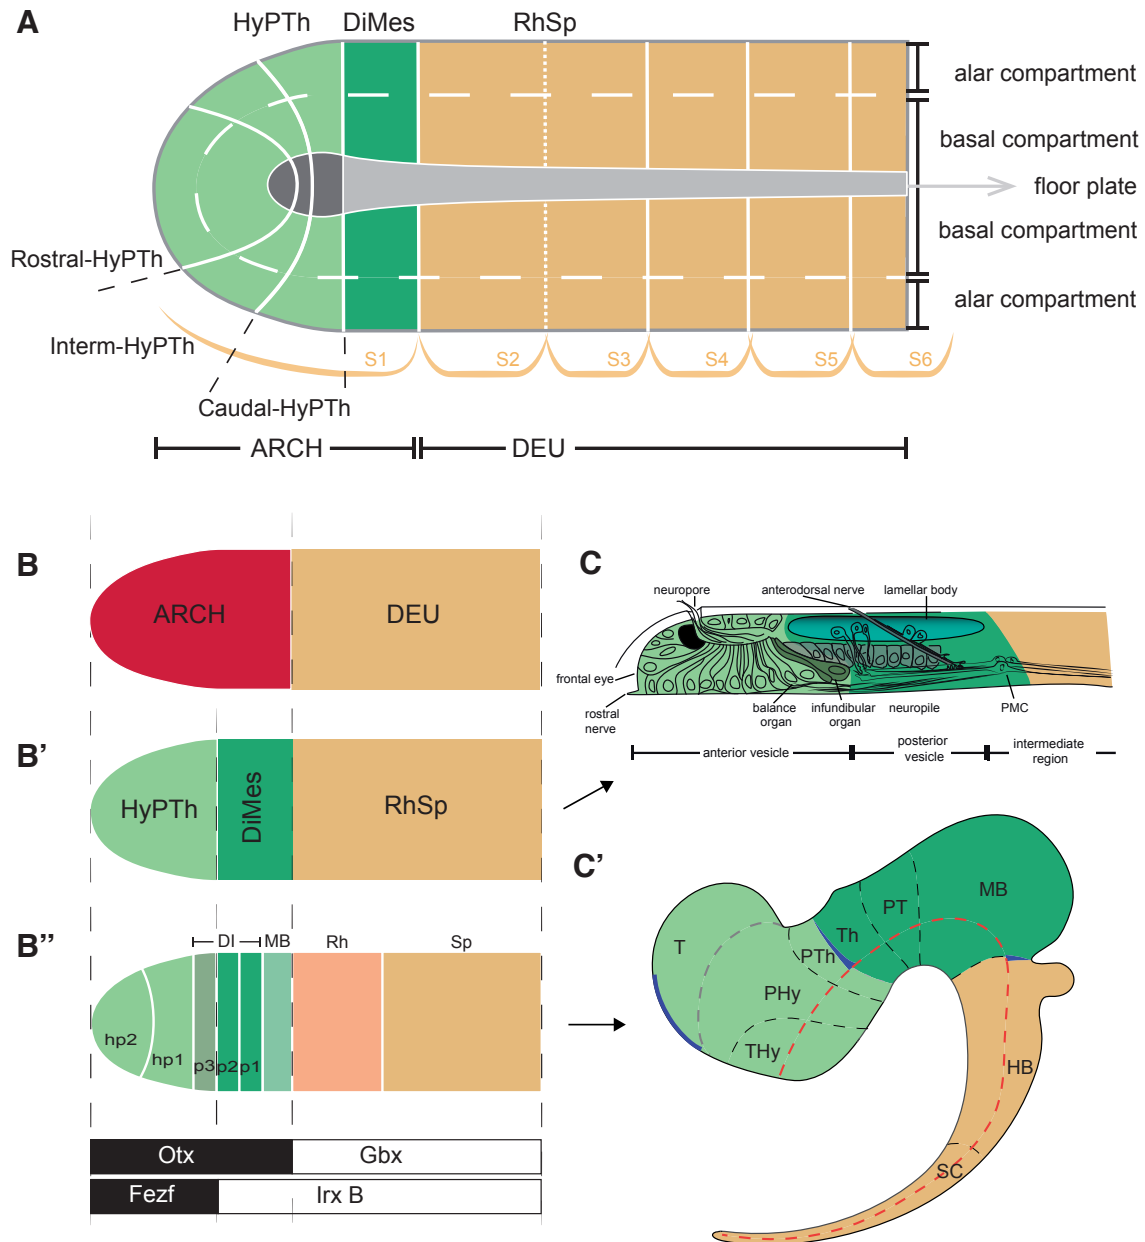 A
HyPTh DiMes RhSp
alar compartment
basal compartment
floor plate
basal compartment
alar compartment
Rostral-HyPTh
Interm-HyPTh
Caudal-HyPTh
S1 S2 S3 S4 S5 S6
ARCH DEU
B
ARCH DEU
B’
HyPTh DiMes RhSp
B’’
DI MB Rh Sp
hp2 hp1 p3 p2 p1
Otx Gbx
Fezf Irx B
C
neuropore anterodorsal nerve lamellar body
frontal eye
rostral
nerve
balance
organ
infundibular
organ
neuropile
PMC
anterior vesicle
posterior
vesicle
intermediate
region
C’
T
PTh
Th
PT
MB
PHy
THy
HB
SC